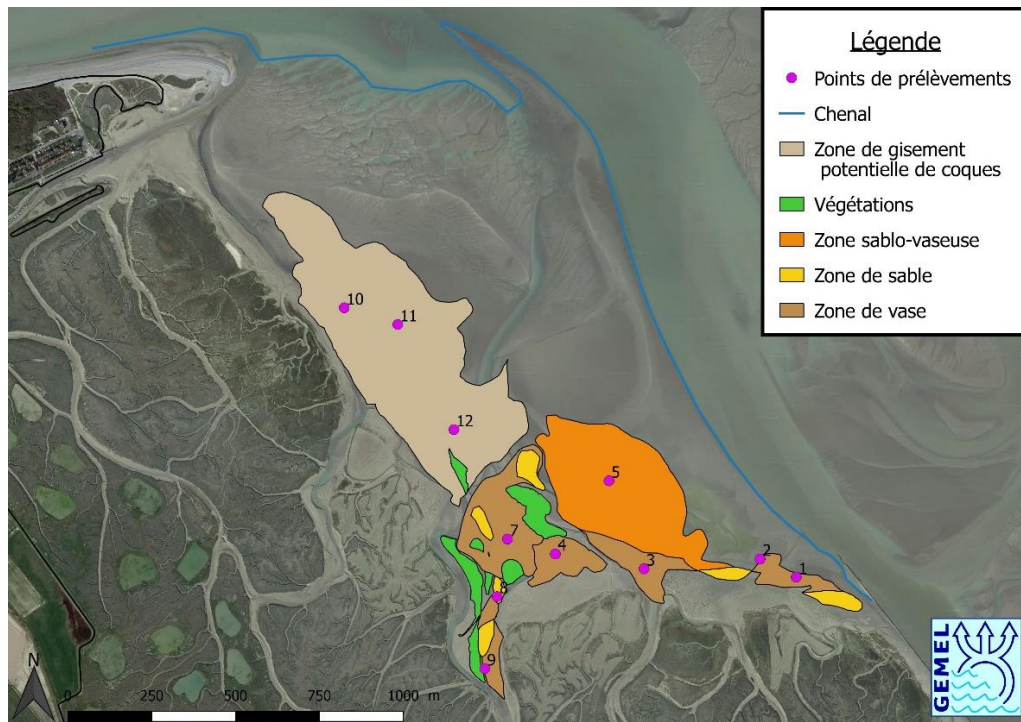 Légende
Points de prélèvements
Chenal
Zone de gisement
potentielle de coques
Végétations
Zone sablo-vaseuse
Zone de sable
Zone de vase
10
11
12
5
7
4
3
2
1
8
9
N
0 250 500 750 1000 m
GEMEL